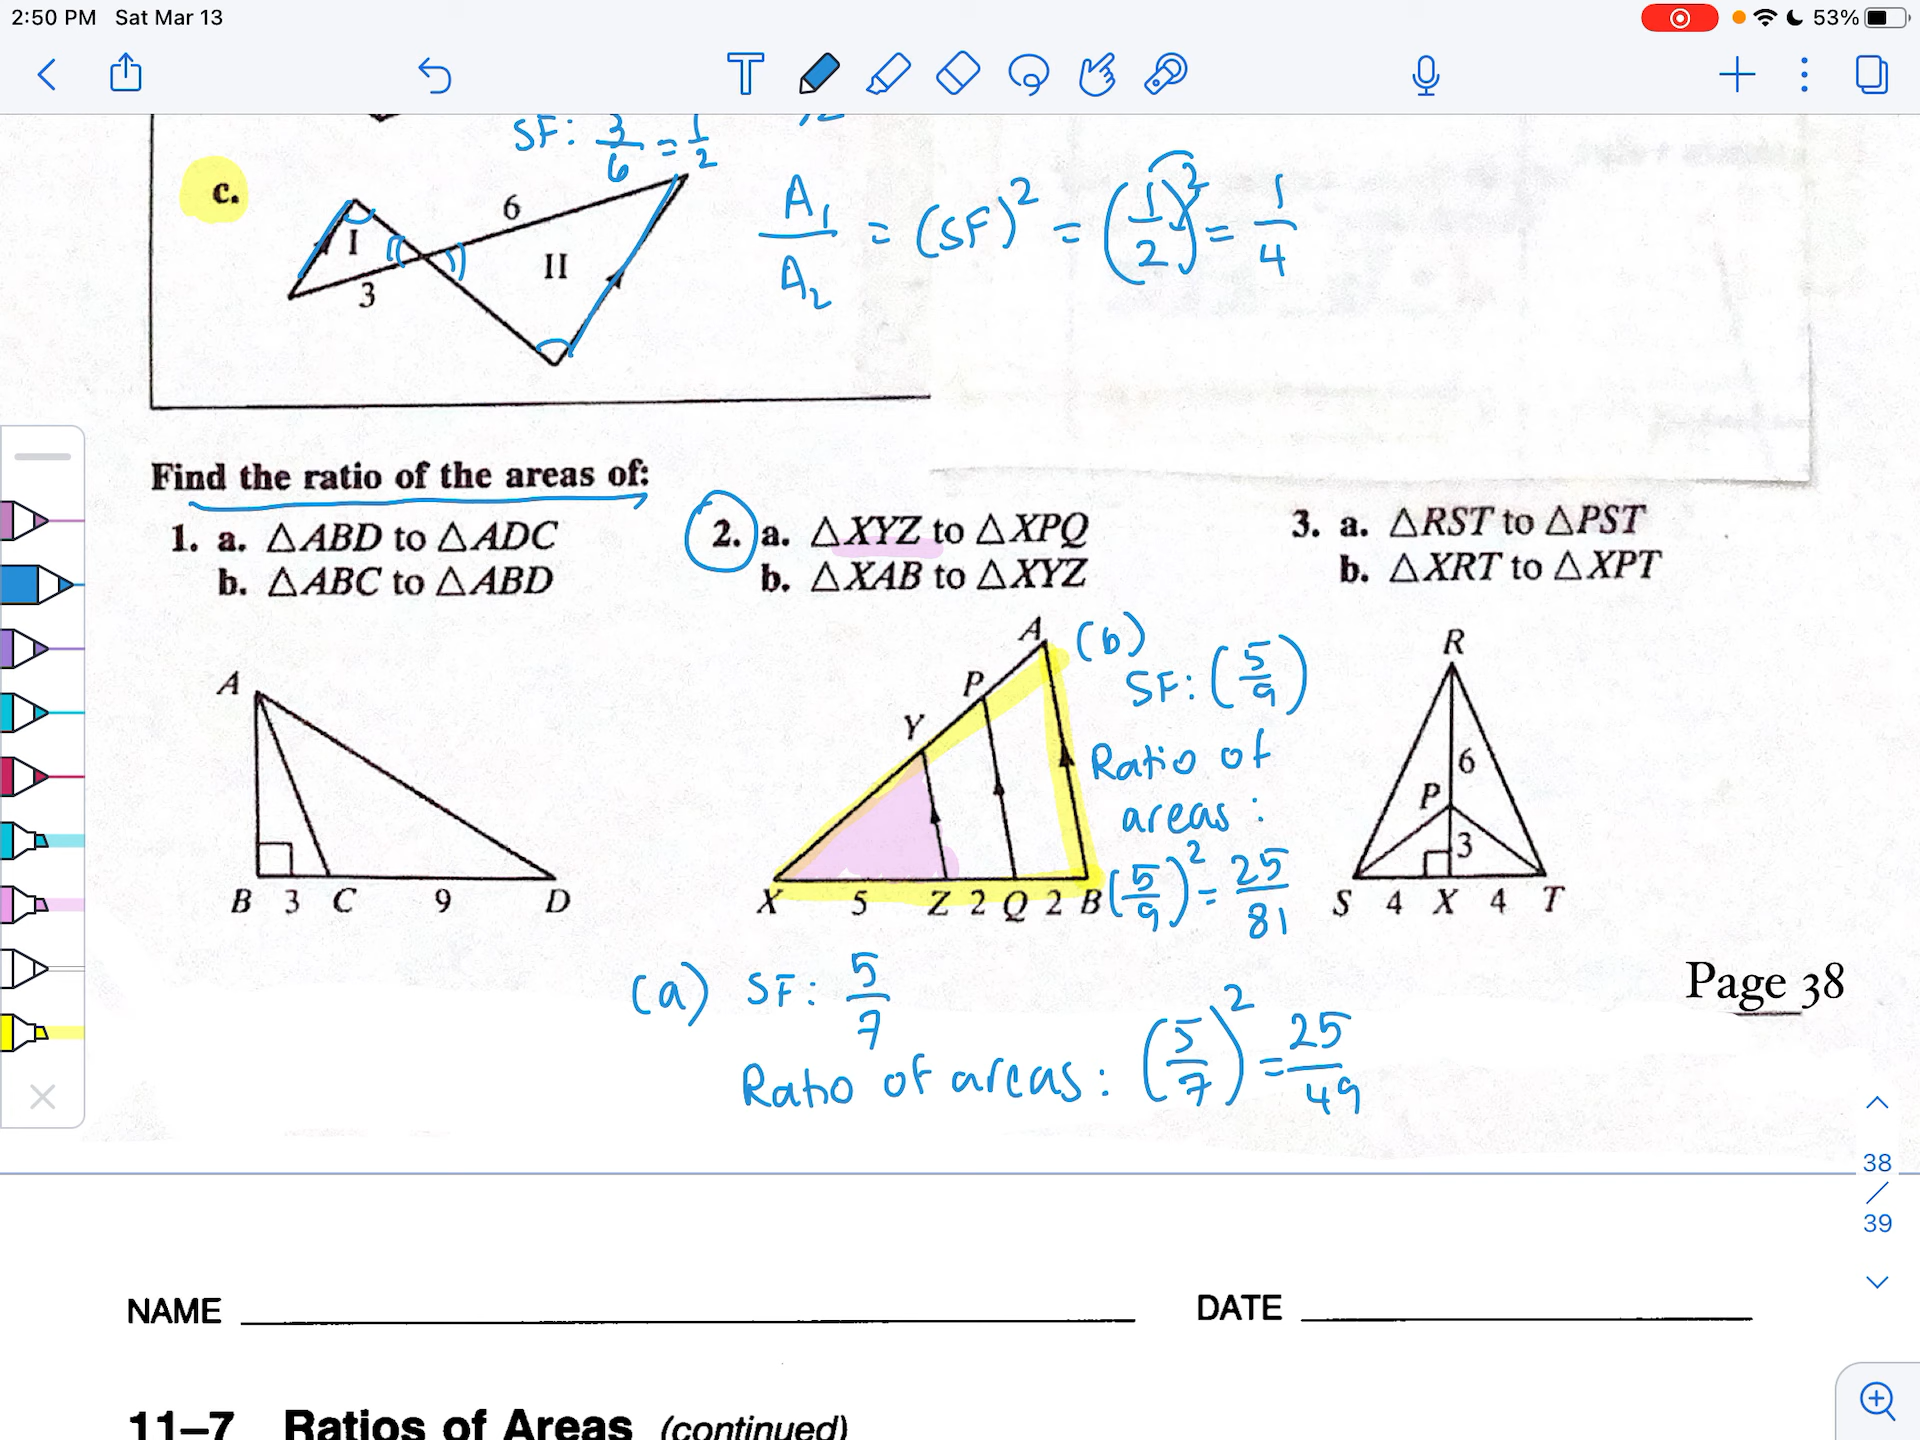 2:50 PM Sat Mar 13
53%
SF: 3/6 = 1/2
c.
I
3
6
II
A1/A2 = (SF)² = (1/2)² = 1/4
Find the ratio of the areas of:
1. a. △ABD to △ADC
b. △ABC to △ABD
2. a. △XYZ to △XPQ
b. △XAB to △XYZ
3. a. △RST to △PST
b. △XRT to △XPT
A
B 3 C 9 D
A
P
Y
X 5 Z 2 Q 2 B
(b)
SF: (5/9)
Ratio of
areas:
(5/9)² = 25/81
R
6
P
3
S 4 X 4 T
(a) SF: 5/7
Ratio of areas: (5/7)² = 25/49
Page 38
38
/
39
NAME
DATE
11–7 Ratios of Areas (continued)